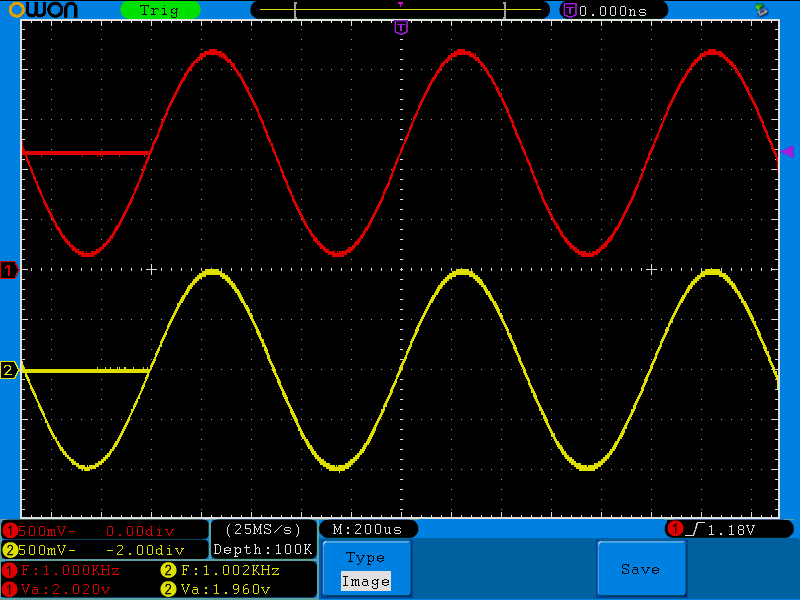 OWON Trig T 0.000ns
T
1
2
1 500mV- 0.00div (25MS/s) M:200us 1 1.18V
2 500mV- -2.00div Depth:100K
1 F:1.000KHz 2 F:1.002KHz Type Save
1 Va:2.020v 2 Va:1.960v Image